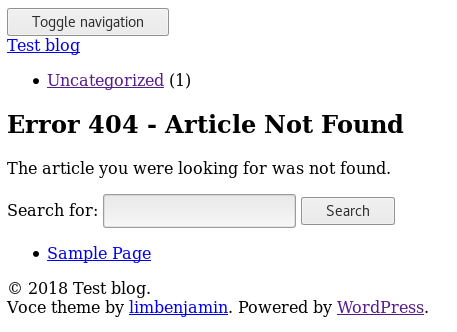 Toggle navigation
Test blog
Uncategorized (1)
Error 404 - Article Not Found
The article you were looking for was not found.
Search for: Search
Sample Page
© 2018 Test blog.
Voce theme by limbenjamin. Powered by WordPress.